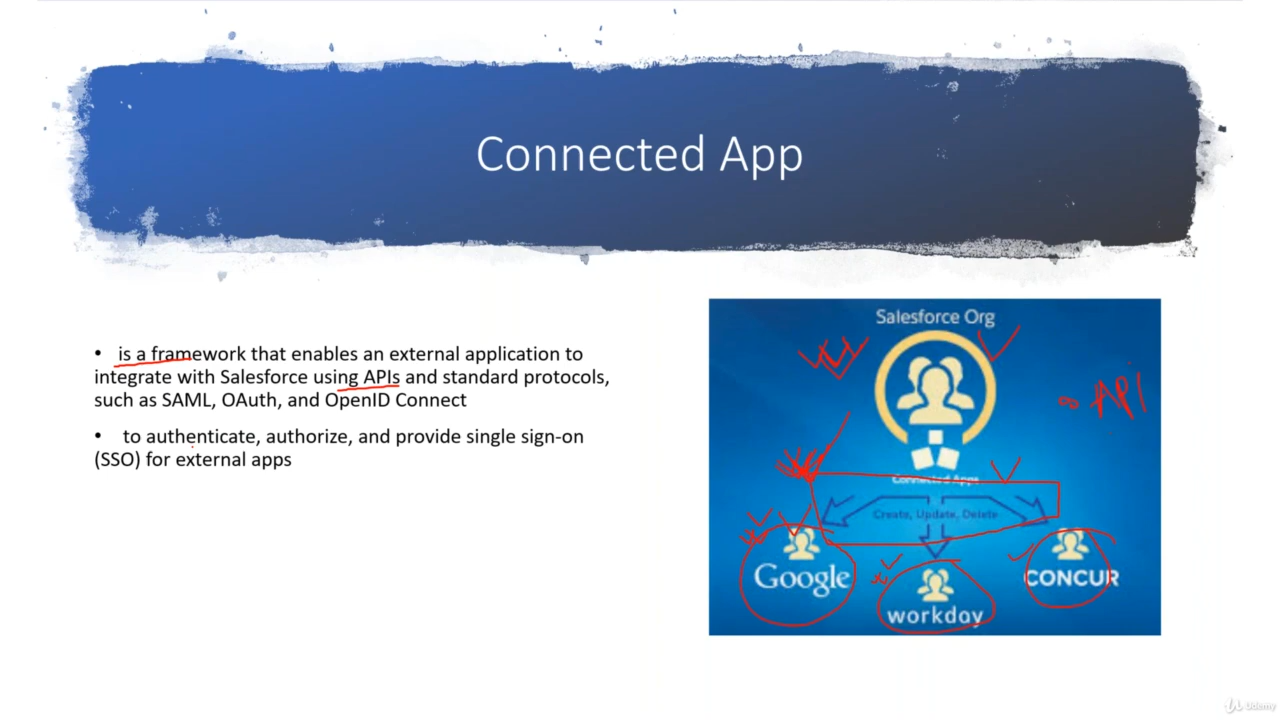 Connected App
• is a framework that enables an external application to
integrate with Salesforce using APIs and standard protocols,
such as SAML, OAuth, and OpenID Connect
• to authenticate, authorize, and provide single sign-on
(SSO) for external apps
Salesforce Org
API
Connected Apps
Create, Update, Delete
Google
workday
CONCUR
Udemy